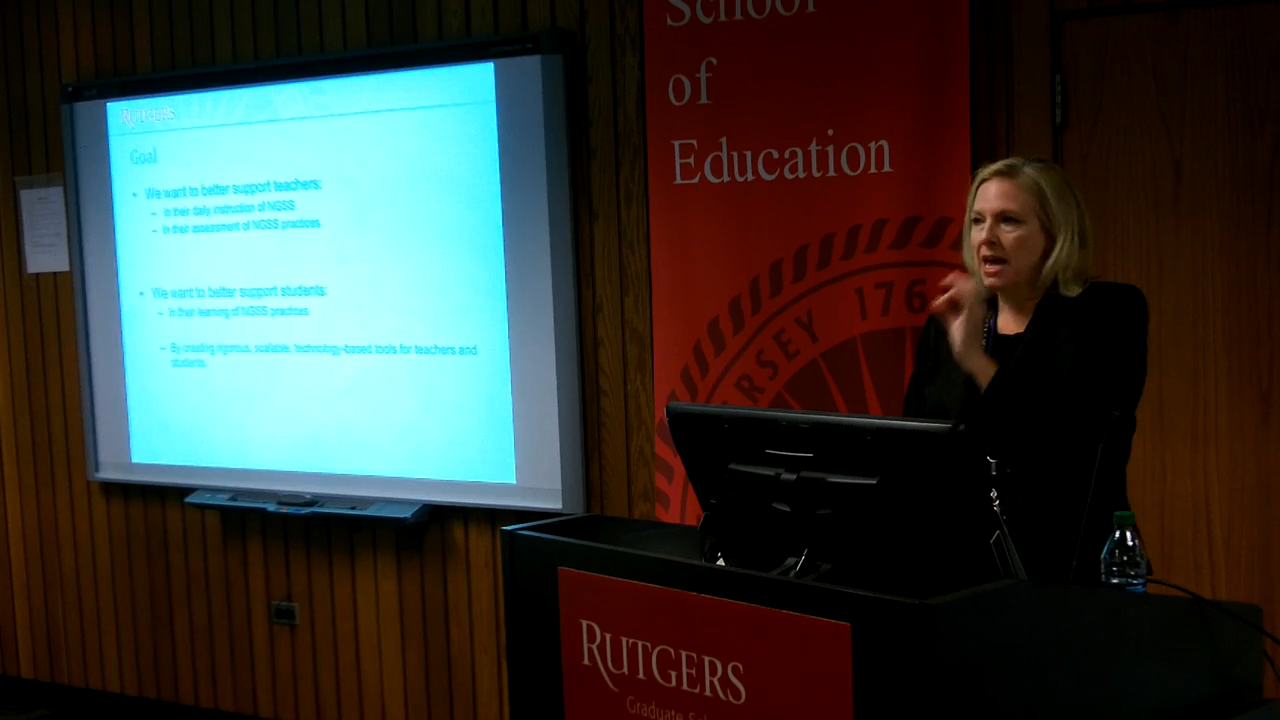 RUTGERS
Goal
• We want to better support teachers:
– In their daily instruction of NGSS
– In their assessment of NGSS practices
• We want to better support students:
– In their learning of NGSS practices
– By creating rigorous, scalable, technology-based tools for teachers and
students.
School
of
Education
RSEY 176
RUTGERS
Graduate